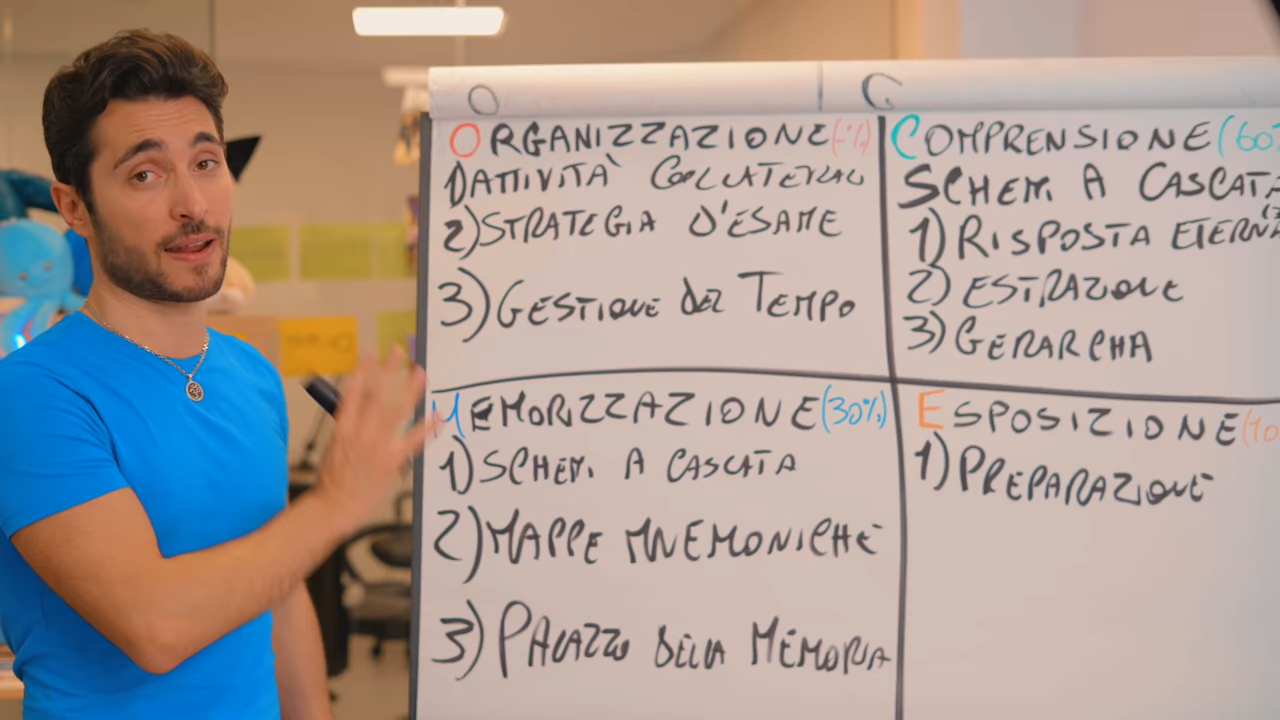 O C
ORGANIZZAZIONE (-%)
1) ATTIVITÀ COLLATERALI
2) STRATEGIA D'ESAME
3) GESTIONE DEL TEMPO
COMPRENSIONE (60%
SCHEMI A CASCATA
1) RISPOSTA ETERNA
2) ESTRAZIONE
3) GERARCHIA
MEMORIZZAZIONE (30%)
1) SCHEMI A CASCATA
2) MAPPE MNEMONICHE
3) PALAZZO DELLA MEMORIA
ESPOSIZIONE (10
1) PREPARAZIONE